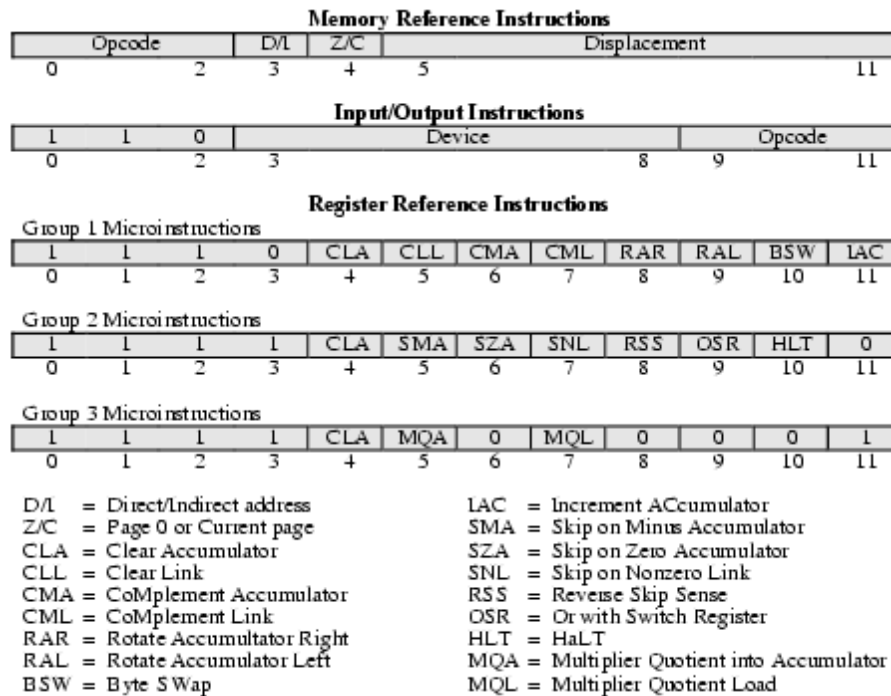 Memory Reference Instructions
Opcode D/I Z/C Displacement
0 2 3 4 5 11
Input/Output Instructions
1 1 0 Device Opcode
0 2 3 8 9 11
Register Reference Instructions
Group 1 Microinstructions
1 1 1 0 CLA CLL CMA CML RAR RAL BSW IAC
0 1 2 3 4 5 6 7 8 9 10 11
Group 2 Microinstructions
1 1 1 1 CLA SMA SZA SNL RSS OSR HLT 0
0 1 2 3 4 5 6 7 8 9 10 11
Group 3 Microinstructions
1 1 1 1 CLA MQA 0 MQL 0 0 0 1
0 1 2 3 4 5 6 7 8 9 10 11
D/I = Direct/Indirect address
Z/C = Page 0 or Current page
CLA = Clear Accumulator
CLL = Clear Link
CMA = CoMplement Accumulator
CML = CoMplement Link
RAR = Rotate Accumultator Right
RAL = Rotate Accumulator Left
BSW = Byte SWap
IAC = Increment ACcumulator
SMA = Skip on Minus Accumulator
SZA = Skip on Zero Accumulator
SNL = Skip on Nonzero Link
RSS = Reverse Skip Sense
OSR = Or with Switch Register
HLT = HaLT
MQA = Multiplier Quotient into Accumulator
MQL = Multiplier Quotient Load